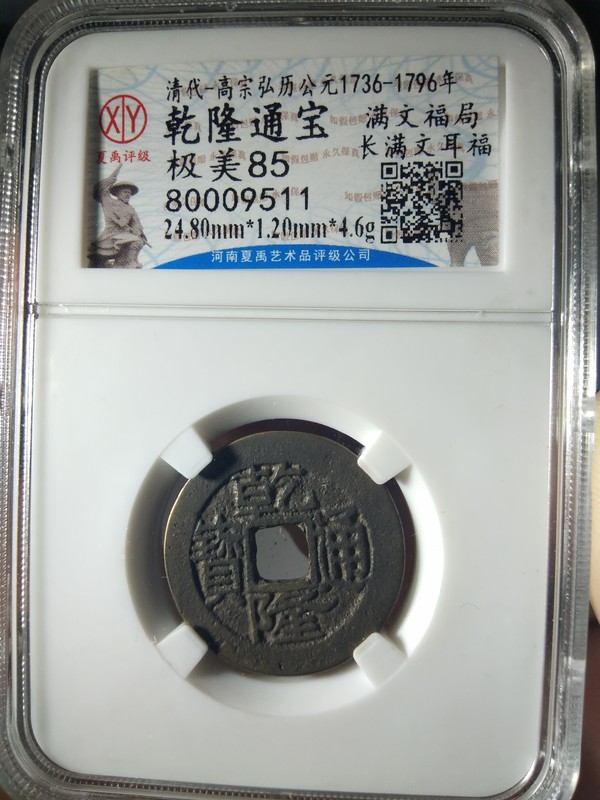 清代-高宗弘历公元1736-1796年
XY
夏禹评级
乾隆通宝
满文福局
极美85
长满文耳福
80009511
24.80mm*1.20mm*4.6g
河南夏禹艺术品评级公司
乾隆通寳